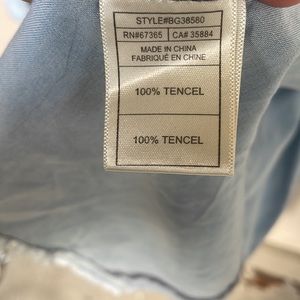 STYLE#BG38580
RN#67365 CA# 35884
MADE IN CHINA
FABRIQUÉ EN CHINE
100% TENCEL
100% TENCEL